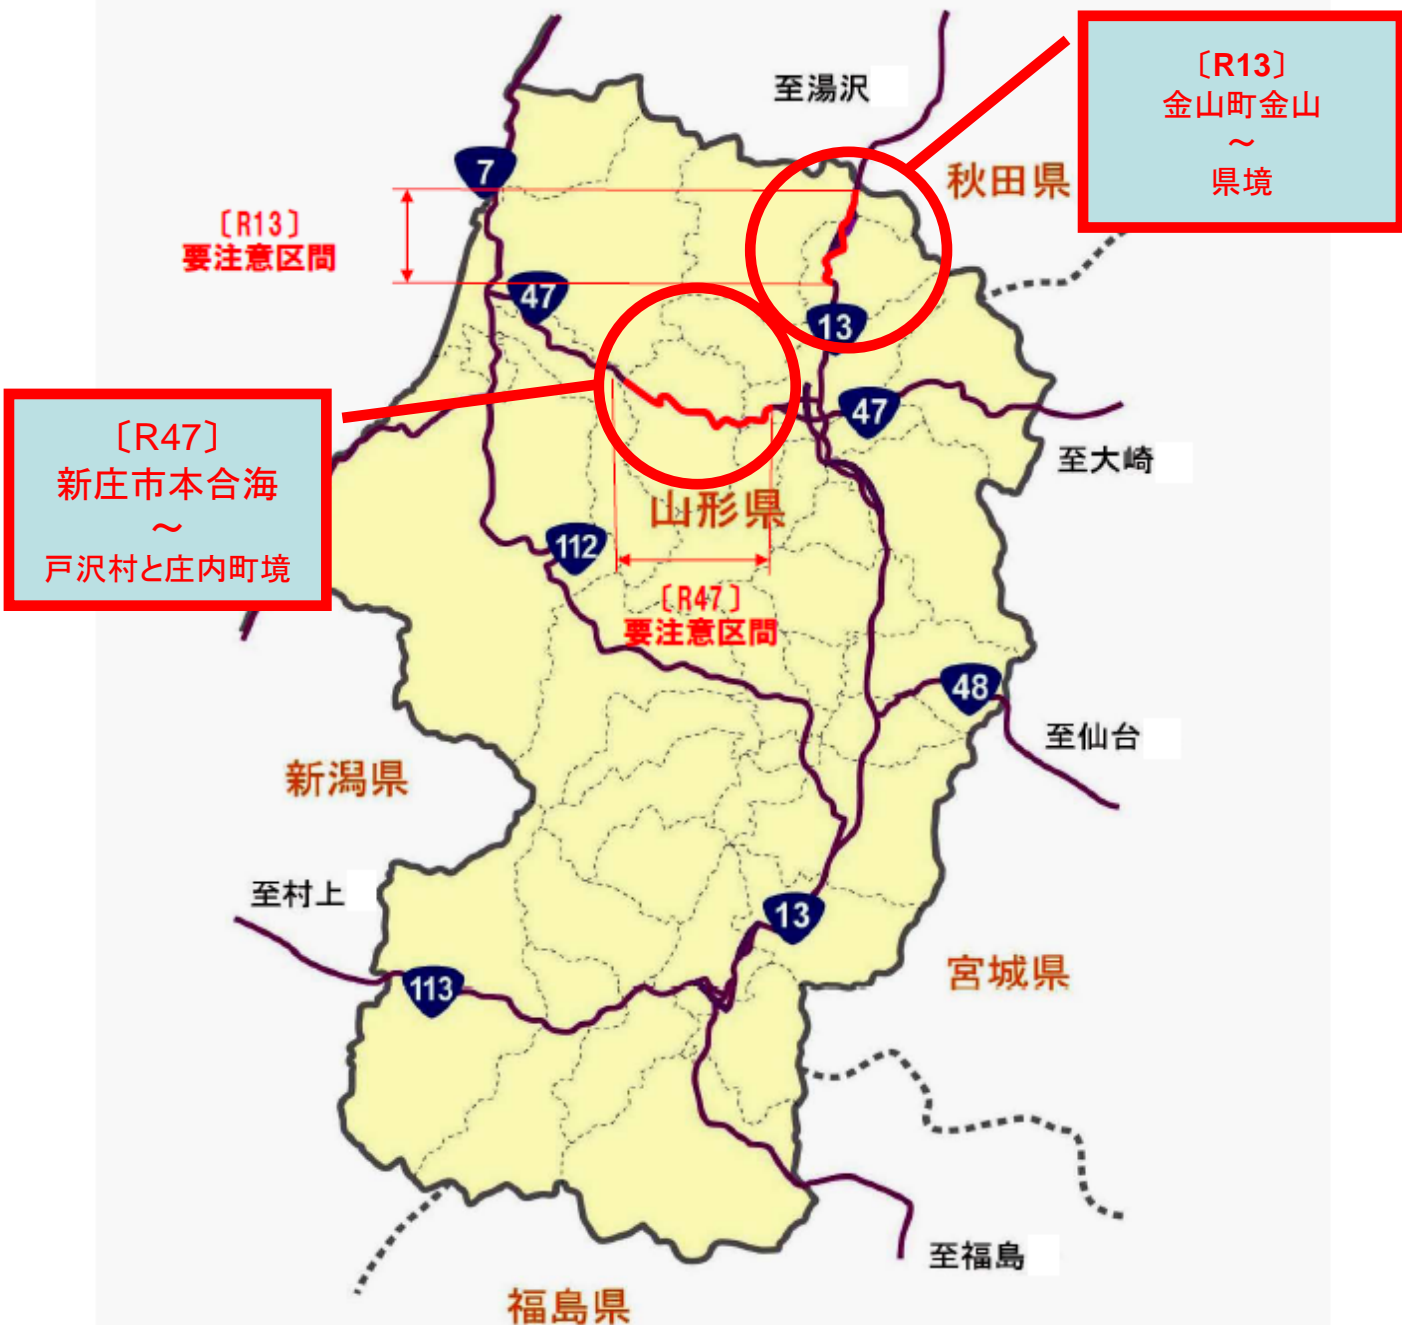 〔R13〕
金山町金山
～
県境
至湯沢
秋田県
7
〔R13〕
要注意区間
47
13
47
〔R47〕
新庄市本合海
～
戸沢村と庄内町境
至大崎
山形県
112
〔R47〕
要注意区間
48
至仙台
新潟県
至村上
13
宮城県
113
至福島
福島県